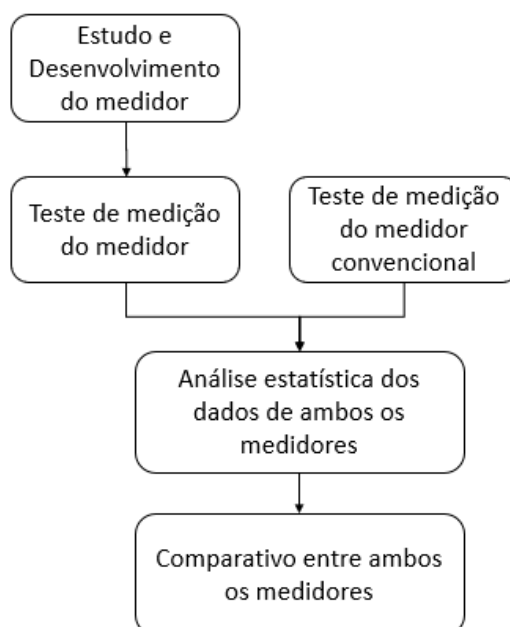 Estudo e
Desenvolvimento
do medidor
Teste de medição
do medidor
Teste de medição
do medidor
convencional
Análise estatística dos
dados de ambos os
medidores
Comparativo entre ambos
os medidores